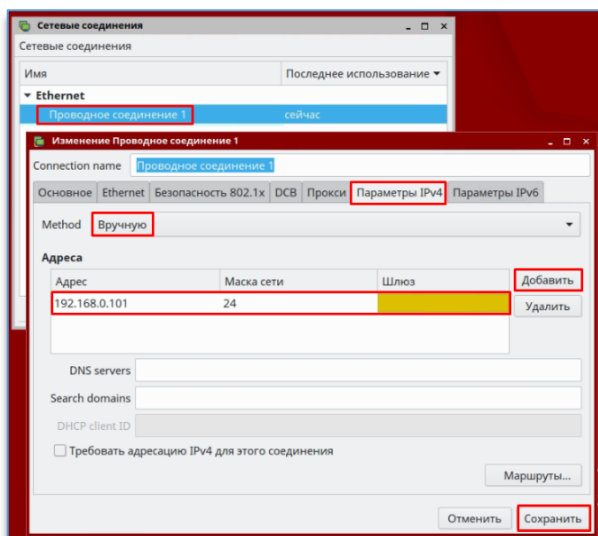 Сетевые соединения
Сетевые соединения
Имя Последнее использование
Ethernet
Проводное соединение 1 сейчас
Изменение Проводное соединение 1
Connection name Проводное соединение 1
Основное Ethernet Безопасность 802.1x DCB Прокси Параметры IPv4 Параметры IPv6
Method Вручную
Адреса
Адрес Маска сети Шлюз Добавить
192.168.0.101 24 Удалить
DNS servers
Search domains
DHCP client ID
Требовать адресацию IPv4 для этого соединения
Маршруты...
Отменить Сохранить